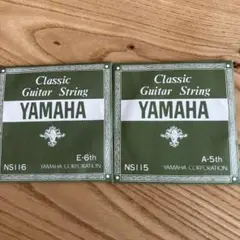 Classic
Guitar String
YAMAHA
E-6th
NS116
YAMAHA CORPORATION
Classic
Guitar String
YAMAHA
A-5th
NS115
YAMAHA CORPORATION